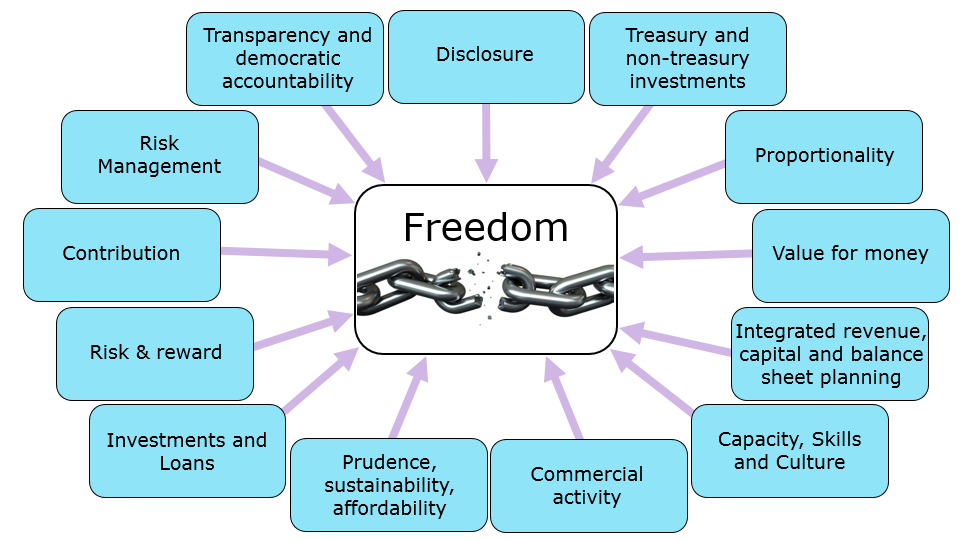 Transparency and
democratic
accountability
Disclosure
Treasury and
non-treasury
investments
Risk
Management
Proportionality
Freedom
Contribution
Value for money
Risk & reward
Integrated revenue,
capital and balance
sheet planning
Investments and
Loans
Capacity, Skills
and Culture
Prudence,
sustainability,
affordability
Commercial
activity